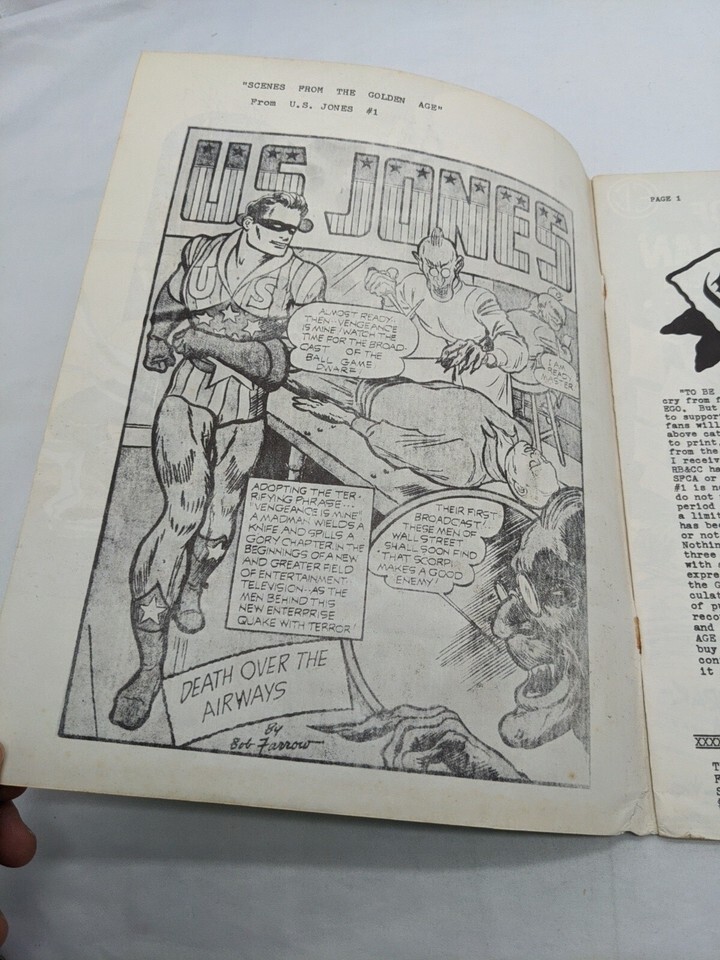 "SCENES FROM THE GOLDEN AGE"
From U.S. JONES #1
US JONES
U S
ALMOST READY--
THEN--VENGEANCE
IS MINE! WATCH THE
TIME FOR THE BROAD-
CAST OF THE
BALL GAME
DWARF!
I AM
READY
MASTER
ADOPTING THE TER-
RIFYING PHRASE--
"VENGEANCE IS MINE"
A MADMAN WIELDS A
KNIFE AND SPILLS A
GORY CHAPTER IN THE
BEGINNINGS OF A NEW
AND GREATER FIELD
OF ENTERTAINMENT-
TELEVISION--AS THE
MEN BEHIND THIS
NEW ENTERPRISE
QUAKE WITH TERROR!
THEIR FIRST
BROADCAST!--
THESE MEN OF
WALL STREET
SHALL SOON FIND
THAT SCORPI
MAKES A GOOD
ENEMY!
DEATH OVER THE
AIRWAYS
By
Bob Farrow
PAGE 1
"TO BE
cry from f
EGO. But
to suppor
fans will
above cat
to print.
from the
I receiv
RB&CC ha
SFCA or
#1 is n
do not
period
a limit
has bee
or not
Nothin
three
with
expre
the G
culat
of p
reco
and
AGE
buy
con
it
XXXX
T
F
S